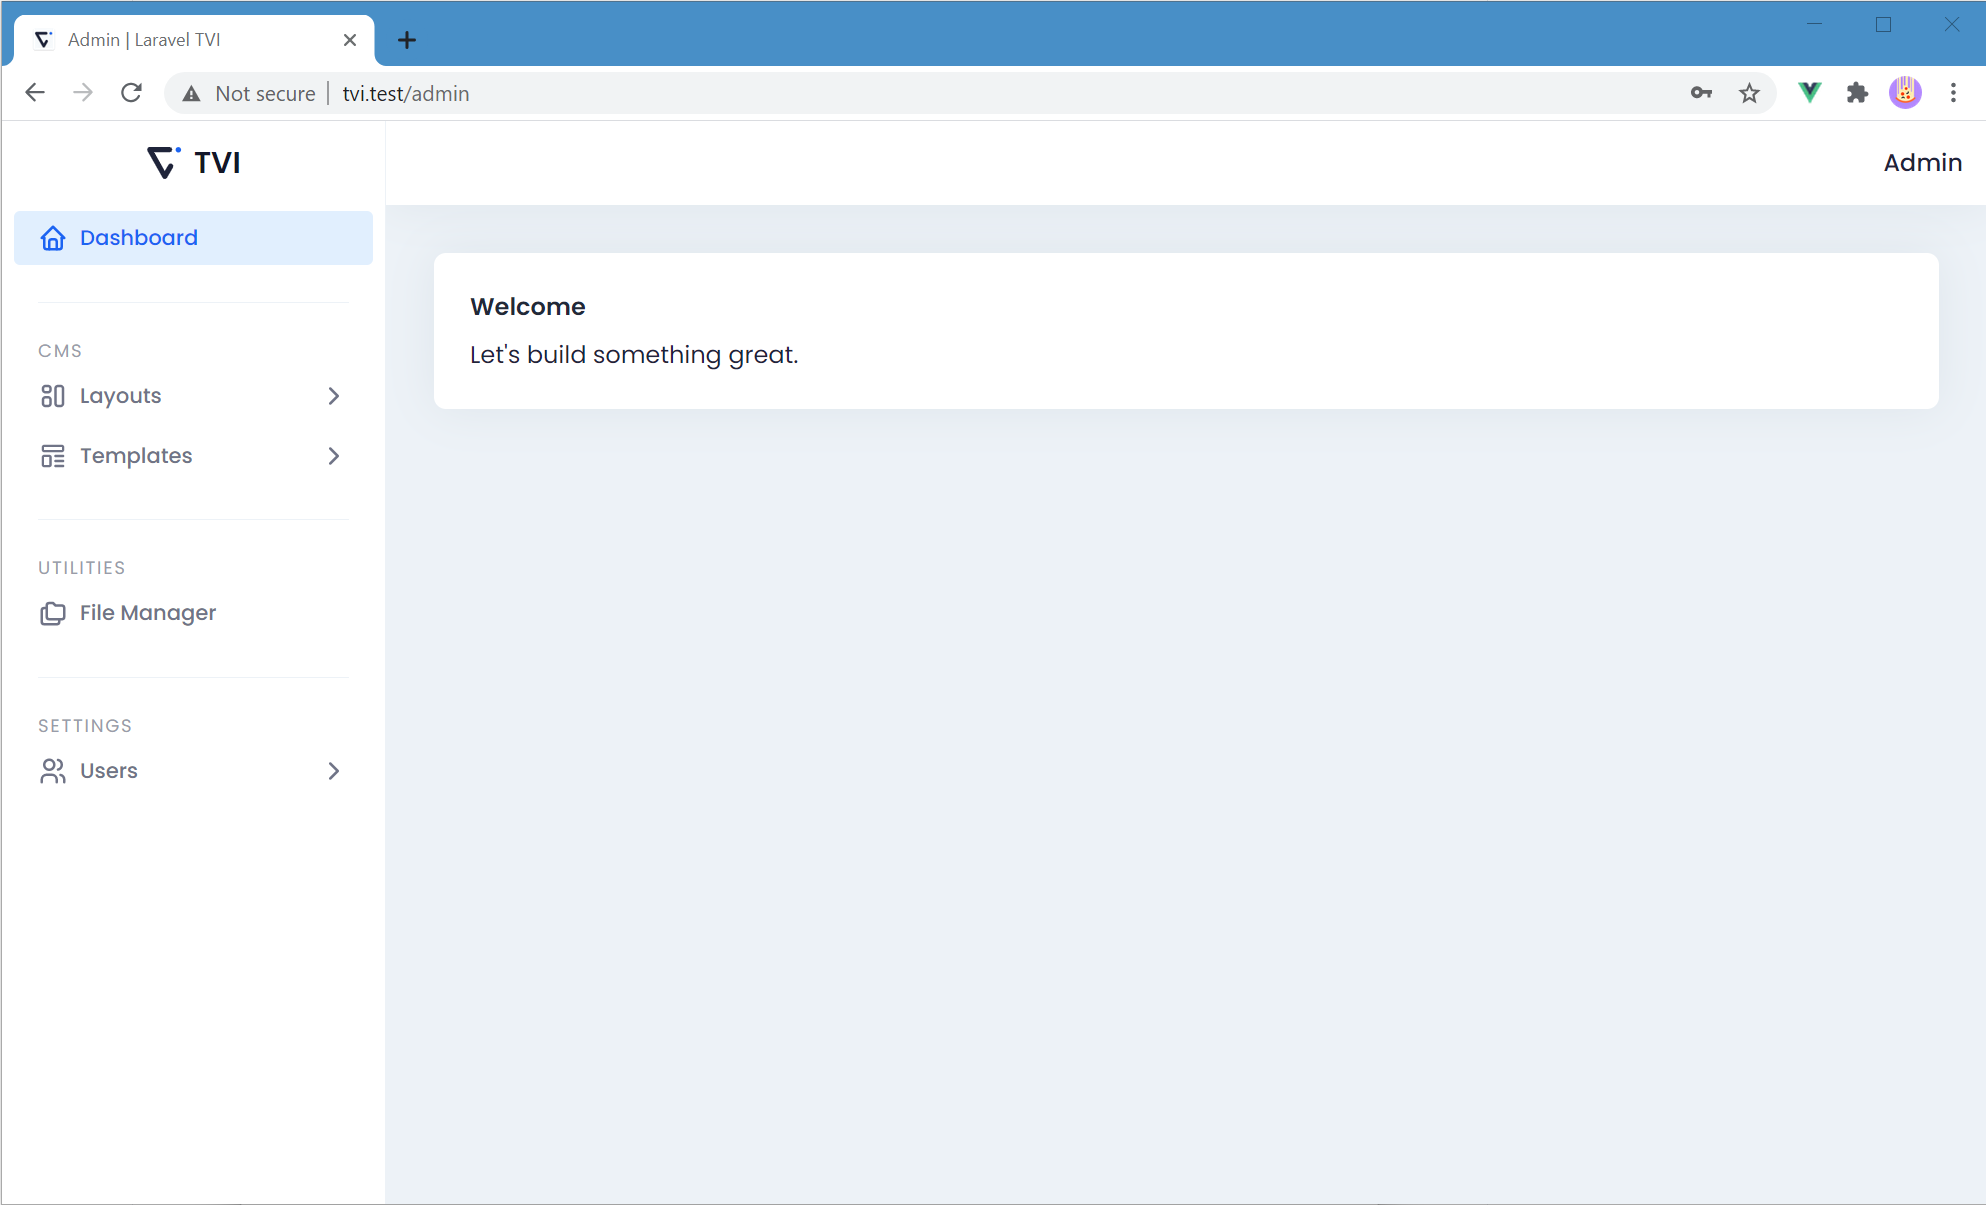 Admin | Laravel TVI
Not secure | tvi.test/admin
TVI
Admin
Dashboard
Welcome
Let's build something great.
CMS
Layouts
Templates
UTILITIES
File Manager
SETTINGS
Users